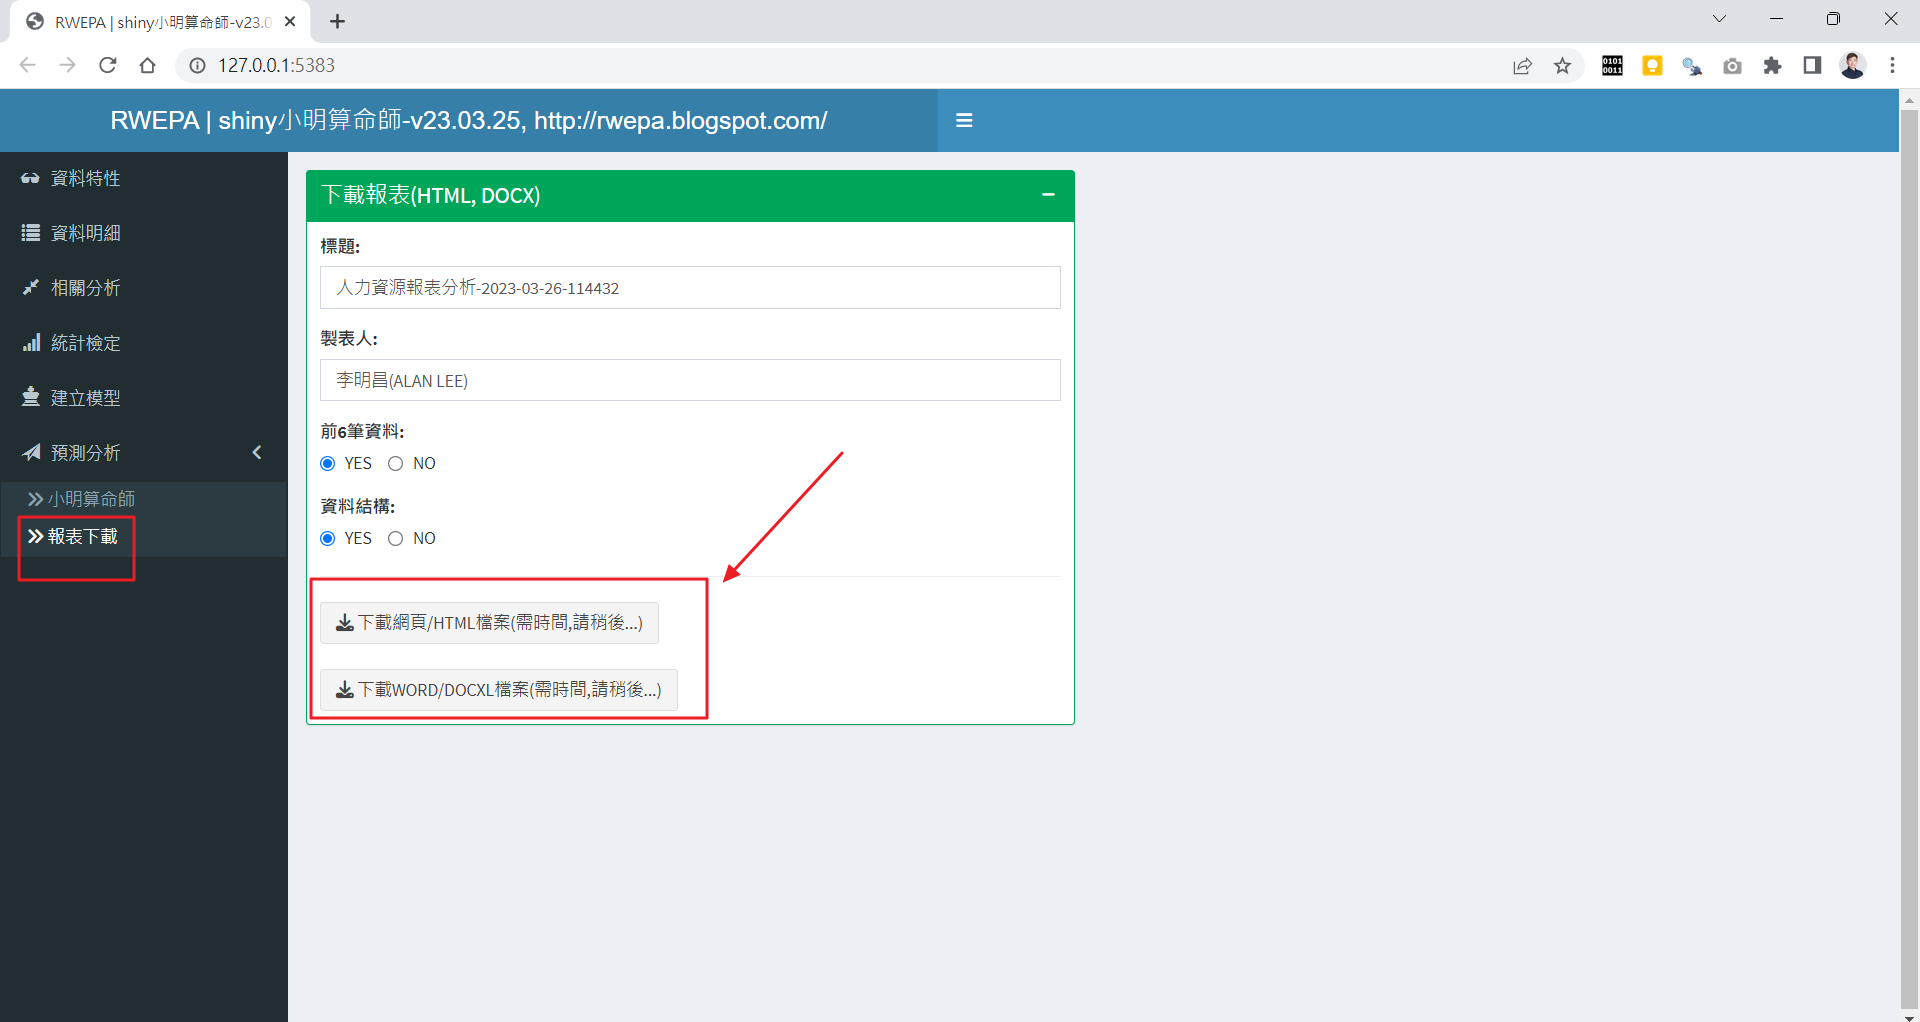 RWEPA | shiny小明算命師-v23.0
127.0.0.1:5383
0101
0011
RWEPA | shiny小明算命師-v23.03.25, http://rwepa.blogspot.com/
資料特性
資料明細
相關分析
統計檢定
建立模型
預測分析
小明算命師
報表下載
下載報表(HTML, DOCX)
標題:
人力資源報表分析-2023-03-26-114432
製表人:
李明昌(ALAN LEE)
前6筆資料:
YES NO
資料結構:
YES NO
下載網頁/HTML檔案(需時間,請稍後...)
下載WORD/DOCXL檔案(需時間,請稍後...)